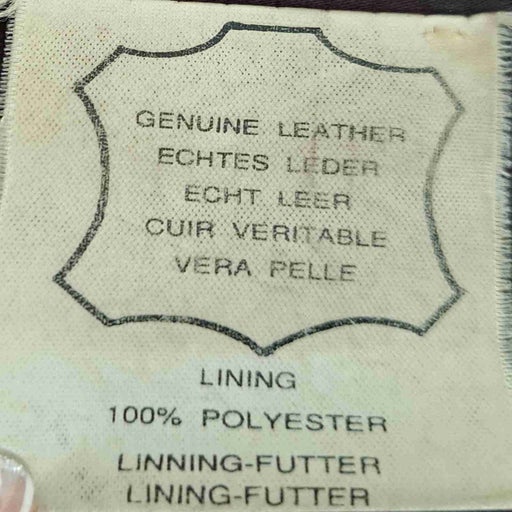 GENUINE LEATHER
ECHTES LEDER
ECHT LEER
CUIR VERITABLE
VERA PELLE
LINING
100% POLYESTER
LINNING-FUTTER
LINING-FUTTER